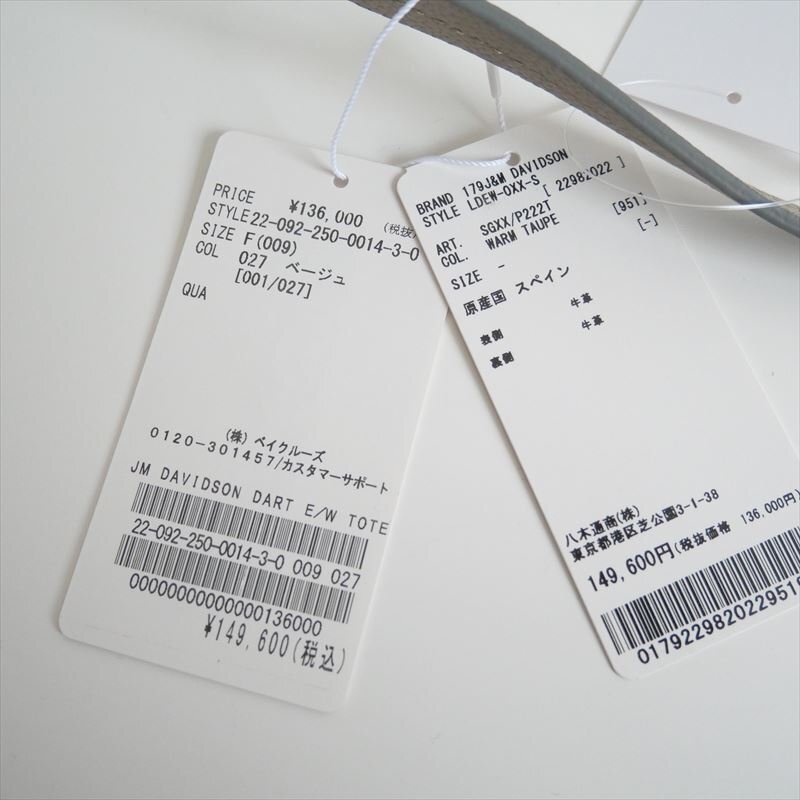 PRICE ¥136,000 (税抜)
STYLE 22-092-250-0014-3-0
SIZE F(009)
COL 027 ベージュ
[001/027]
QUA
(株) ベイクルーズ
0120-301457/カスタマーサポート
JM DAVIDSON DART E/W TOTE
22-092-250-0014-3-0 009 027
0000000000000136000
¥149,600(税込)
BRAND 179J&M DAVIDSON
STYLE LDEW-0XX-S [ 22982022 ]
ART. SGXX/P222T [951]
COL. WARM TAUPE [-]
SIZE -
原産国 スペイン
表側 牛革
裏側 牛革
八木通商(株)
東京都港区芝公園3-1-38
149,600円(税抜価格 136,000円)
0179229820229510